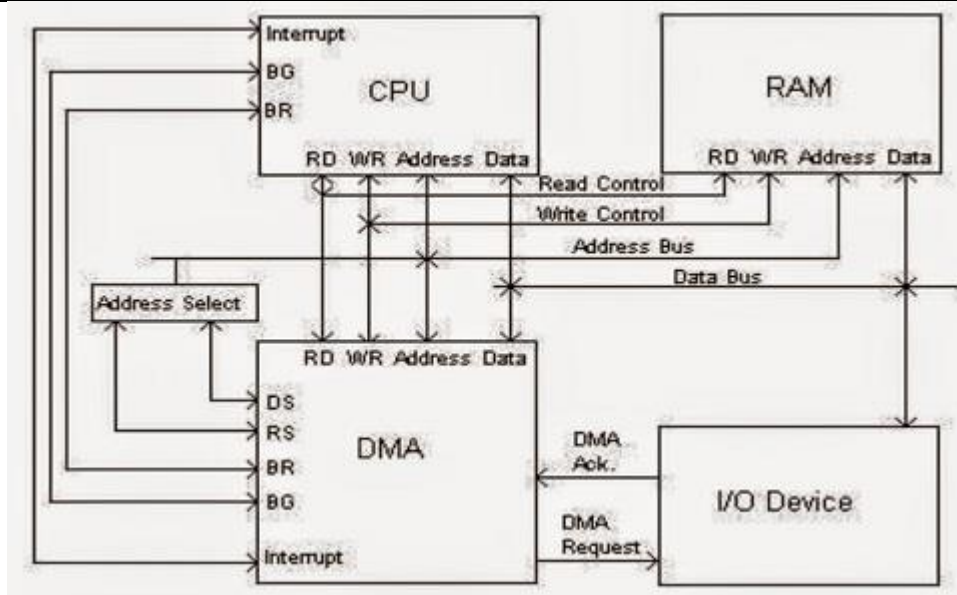 Interrupt
BG
CPU
BR
RD WR Address Data
RAM
RD WR Address Data
Read Control
Write Control
Address Bus
Data Bus
Address Select
RD WR Address Data
DS
RS
DMA
BR
BG
Interrupt
DMA
Ack.
DMA
Request
I/O Device